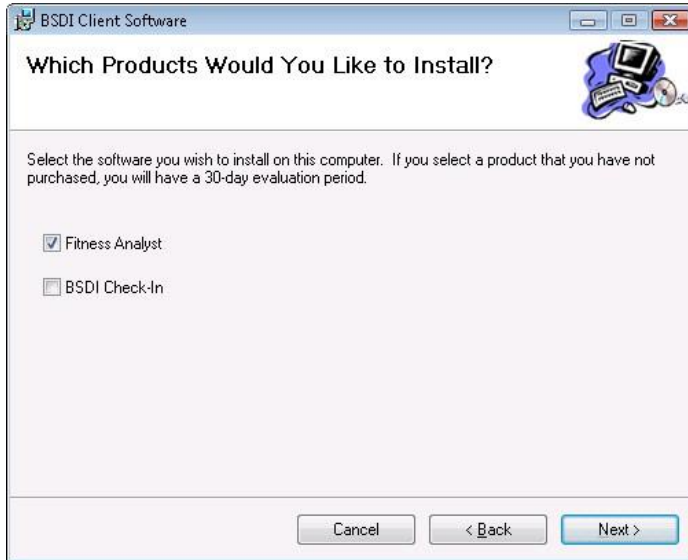 BSDI Client Software
Which Products Would You Like to Install?
Select the software you wish to install on this computer. If you select a product that you have not
purchased, you will have a 30-day evaluation period.
Fitness Analyst
BSDI Check-In
Cancel
< Back
Next >